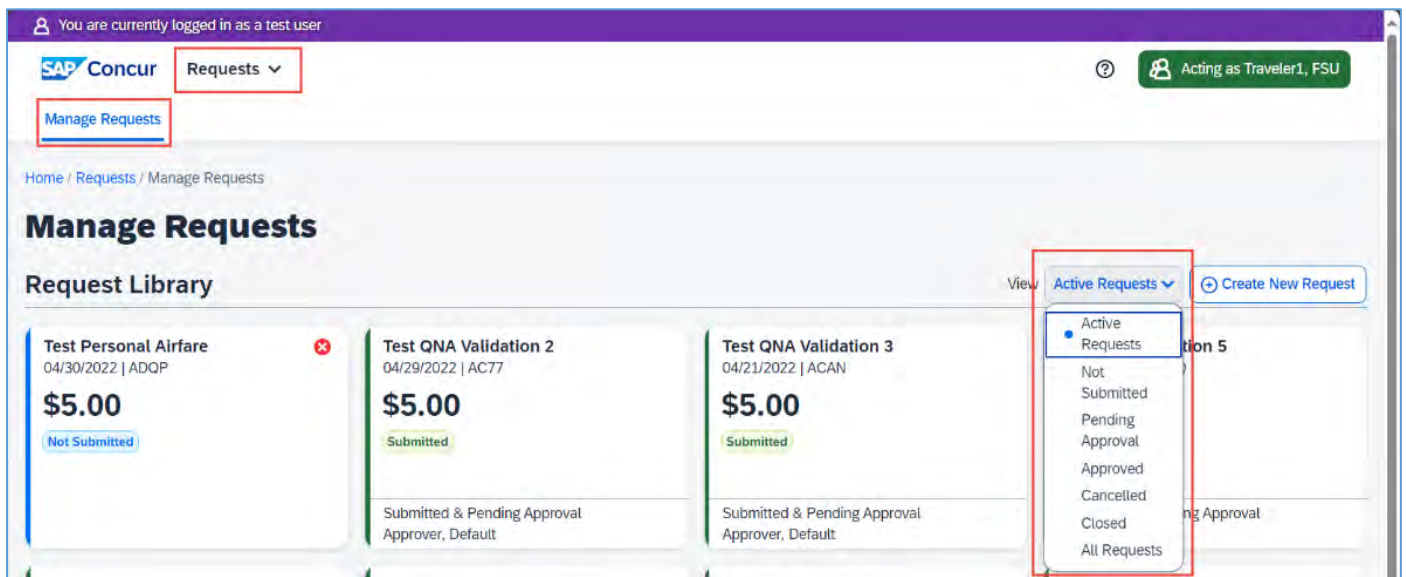 You are currently logged in as a test user
SAP Concur Requests
Acting as Traveler1, FSU
Manage Requests
Home / Requests / Manage Requests
Manage Requests
Request Library
View Active Requests Create New Request
Active
Requests
Not
Submitted
Pending
Approval
Approved
Cancelled
Closed
All Requests
Test Personal Airfare
04/30/2022 | ADQP
$5.00
Not Submitted
Test QNA Validation 2
04/29/2022 | AC77
$5.00
Submitted
Submitted & Pending Approval
Approver, Default
Test QNA Validation 3
04/21/2022 | ACAN
$5.00
Submitted
Submitted & Pending Approval
Approver, Default
5
Approval